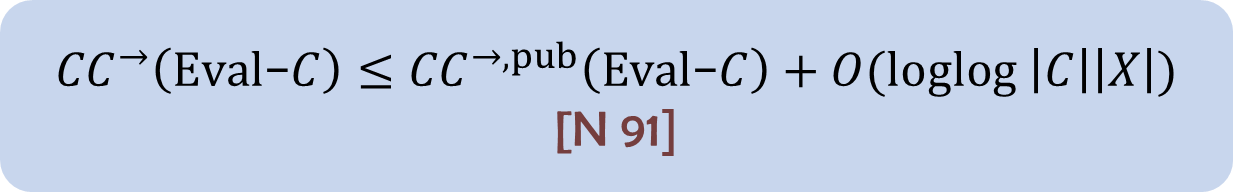 CC→(Eval−C) ≤ CC→,pub(Eval−C) + O(loglog |C||X|)
[N 91]